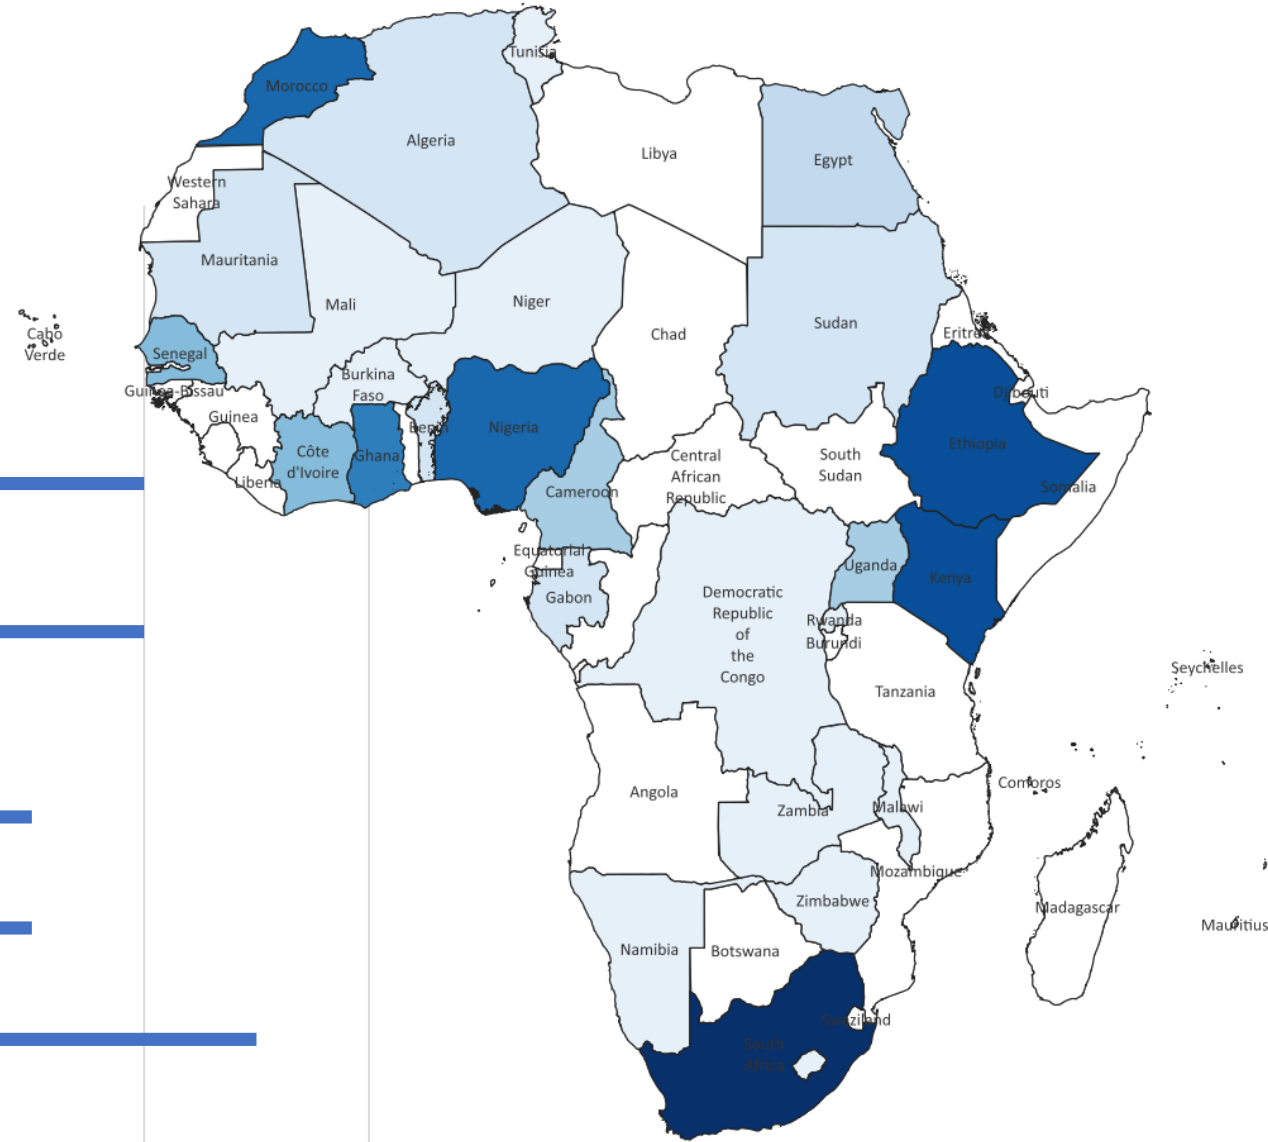 Tunisia
Morocco
Algeria
Libya
Egypt
Western
Sahara
Mauritania
Mali
Niger
Chad
Sudan
Eritrea
Cabo
Verde
Senegal
Guinea-Bissau
Guinea
Burkina
Faso
Benin
Nigeria
Djibouti
Ethiopia
Côte
d'Ivoire
Ghana
Liberia
Cameroon
Central
African
Republic
South
Sudan
Somalia
Equatorial
Guinea
Gabon
Democratic
Republic
of
the
Congo
Uganda
Kenya
Rwanda
Burundi
Tanzania
Seychelles
Angola
Zambia
Malawi
Comoros
Mozambique
Zimbabwe
Madagascar
Mauritius
Namibia
Botswana
Swaziland
South
Africa